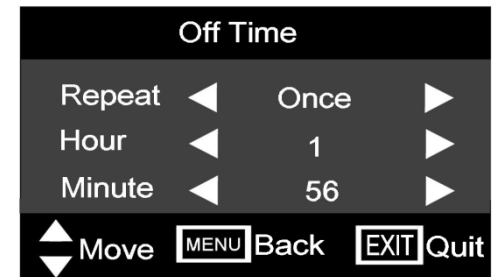 Off Time
Repeat Once
Hour 1
Minute 56
Move MENU Back EXIT Quit